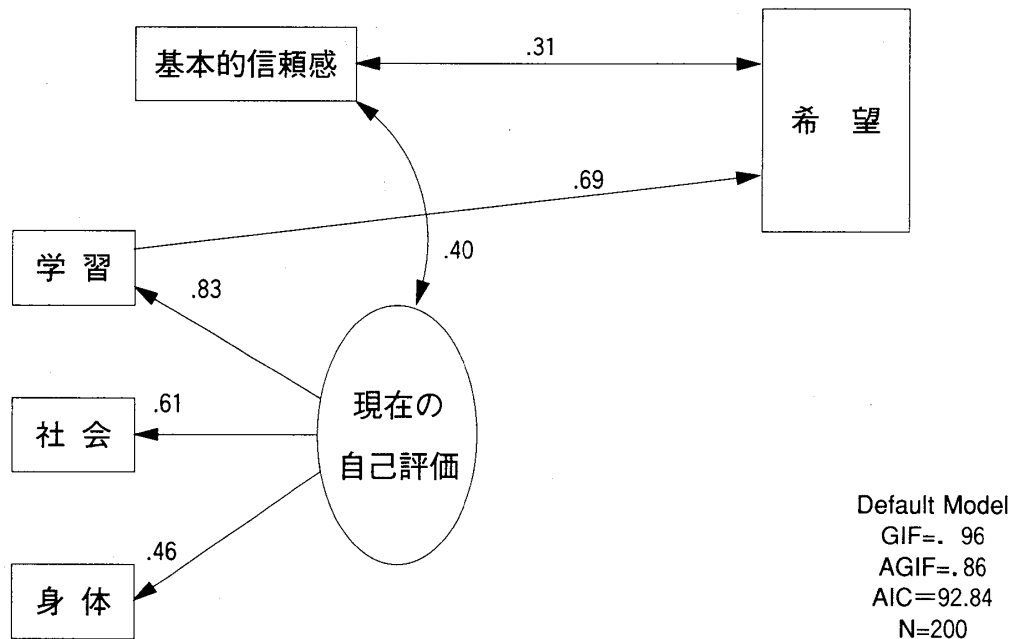 基本的信頼感
.31
希 望
.69
学 習
.40
.83
現在の
自己評価
.61
社 会
.46
身 体
Default Model
GIF=. 96
AGIF=. 86
AIC=92.84
N=200